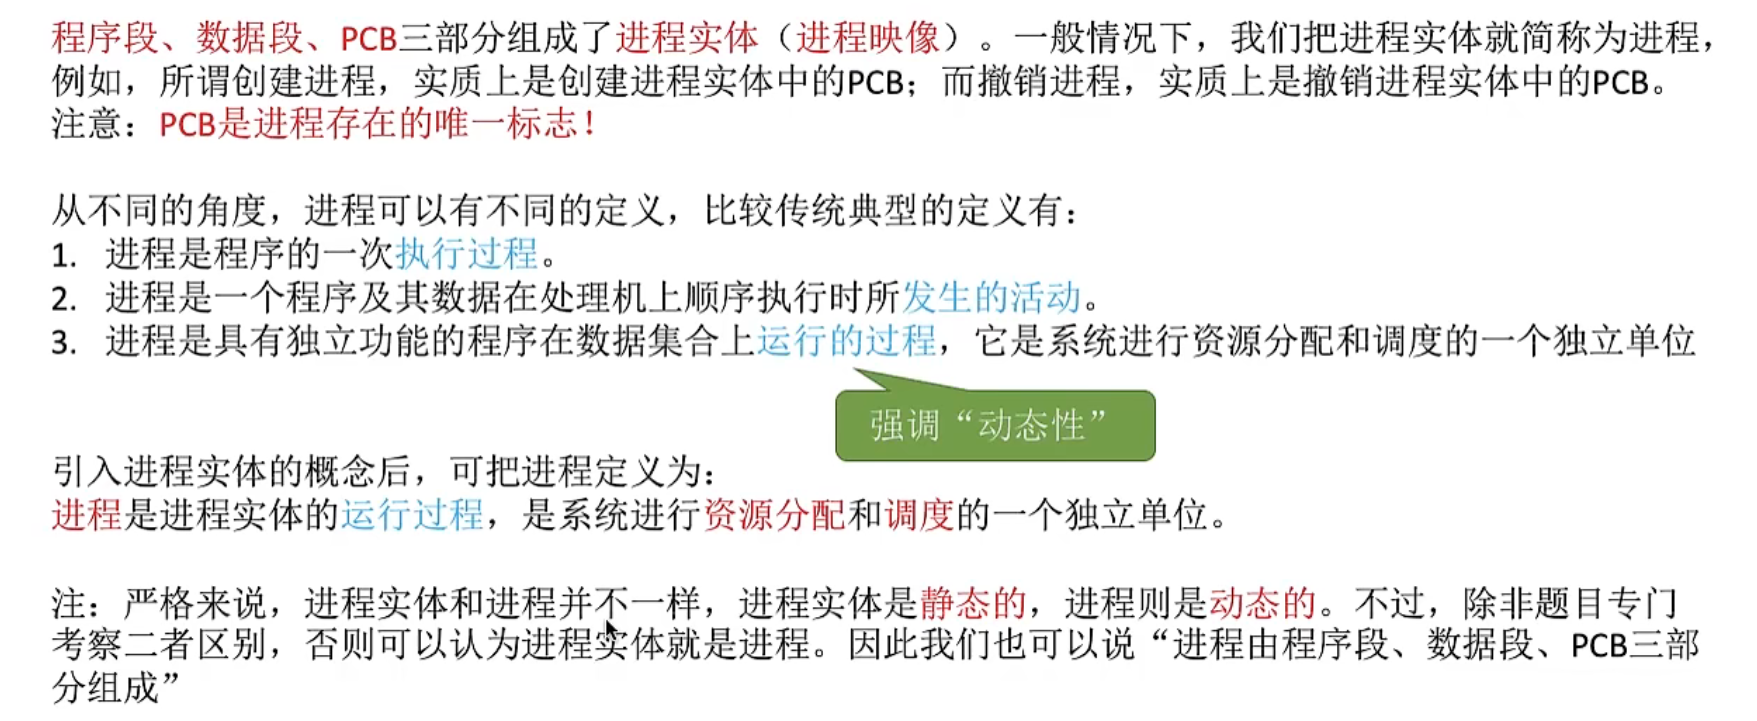 程序段、数据段、PCB三部分组成了进程实体（进程映像）。一般情况下，我们把进程实体就简称为进程，
例如，所谓创建进程，实质上是创建进程实体中的PCB；而撤销进程，实质上是撤销进程实体中的PCB。
注意：PCB是进程存在的唯一标志！
从不同的角度，进程可以有不同的定义，比较传统典型的定义有：
1. 进程是程序的一次执行过程。
2. 进程是一个程序及其数据在处理机上顺序执行时所发生的活动。
3. 进程是具有独立功能的程序在数据集合上运行的过程，它是系统进行资源分配和调度的一个独立单位
强调“动态性”
引入进程实体的概念后，可把进程定义为：
进程是进程实体的运行过程，是系统进行资源分配和调度的一个独立单位。
注：严格来说，进程实体和进程并不一样，进程实体是静态的，进程则是动态的。不过，除非题目专门
考察二者区别，否则可以认为进程实体就是进程。因此我们也可以说“进程由程序段、数据段、PCB三部
分组成”